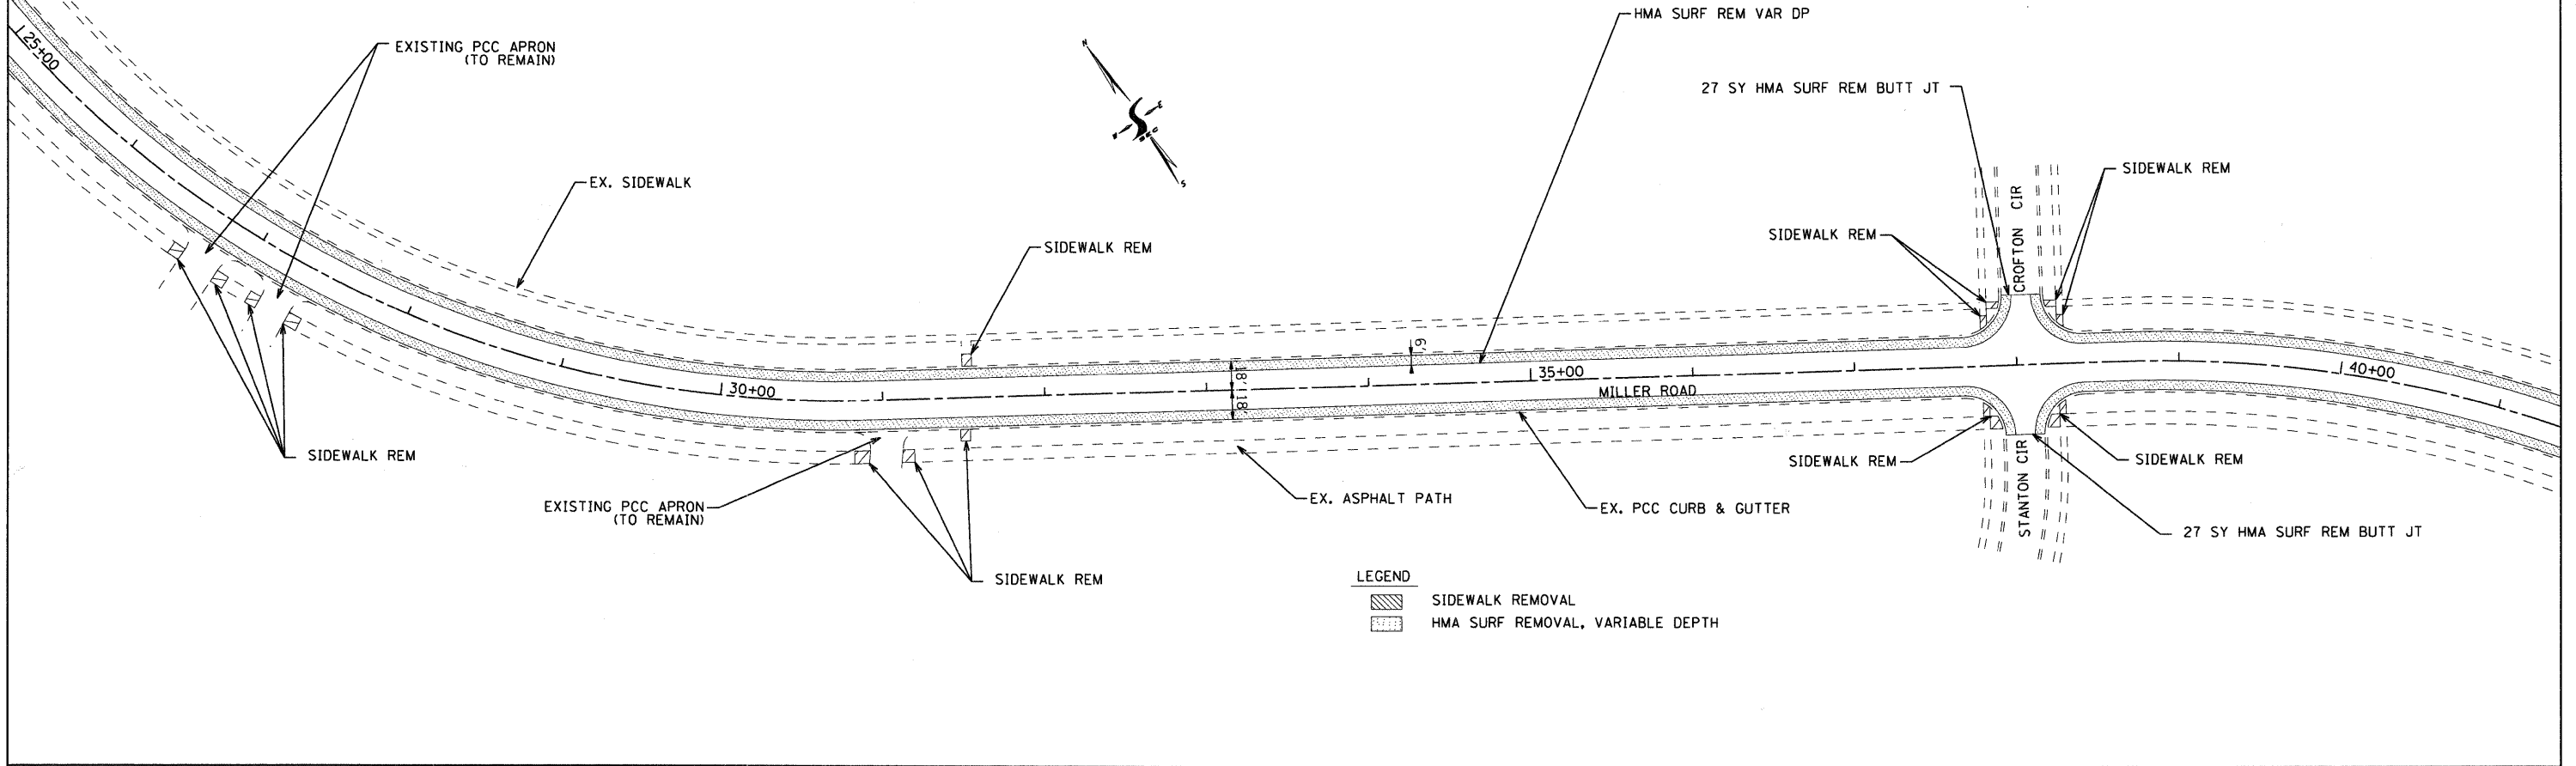 HMA SURF REM VAR DP
25+00
EXISTING PCC APRON
(TO REMAIN)
N
E
S
27 SY HMA SURF REM BUTT JT
EX. SIDEWALK
SIDEWALK REM
SIDEWALK REM
SIDEWALK REM
CROFTON CIR
6'
18'
18'
30+00
35+00
40+00
MILLER ROAD
SIDEWALK REM
EXISTING PCC APRON
(TO REMAIN)
SIDEWALK REM
EX. ASPHALT PATH
EX. PCC CURB & GUTTER
SIDEWALK REM
SIDEWALK REM
STANTON CIR
27 SY HMA SURF REM BUTT JT
LEGEND
SIDEWALK REMOVAL
HMA SURF REMOVAL, VARIABLE DEPTH